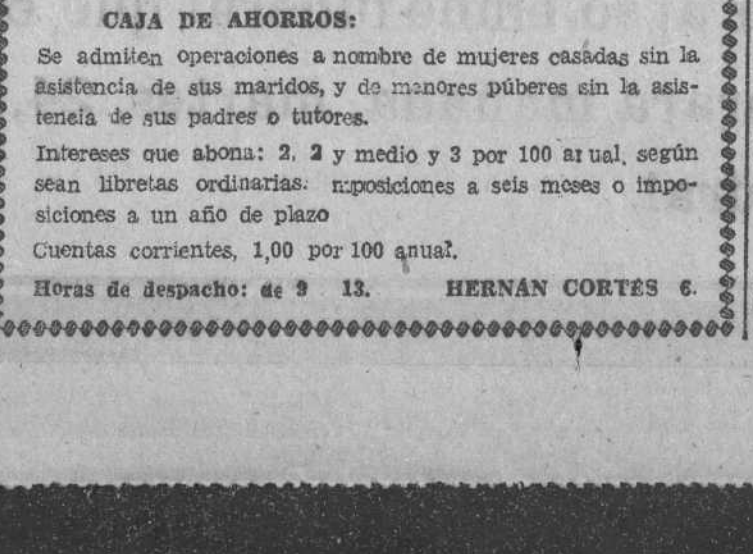 CAJA DE AHORROS:
Se admiten operaciones a nombre de mujeres casadas sin la
asistencia de sus maridos, y de menores púberes sin la asis-
tencia de sus padres o tutores.
Intereses que abona: 2, 2 y medio y 3 por 100 anual, según
sean libretas ordinarias. imposiciones a seis meses o impo-
siciones a un año de plazo
Cuentas corrientes, 1,00 por 100 anual.
Horas de despacho: de 9 13. HERNÁN CORTÉS 6.